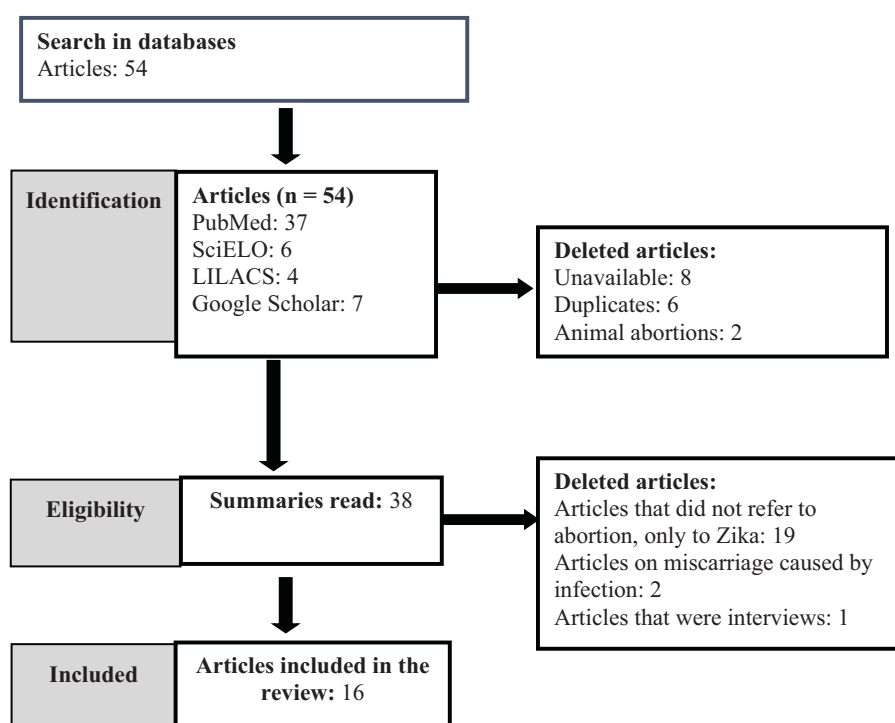 Search in databases
Articles: 54
Identification
Articles (n = 54)
PubMed: 37
SciELO: 6
LILACS: 4
Google Scholar: 7
Deleted articles:
Unavailable: 8
Duplicates: 6
Animal abortions: 2
Eligibility
Summaries read: 38
Deleted articles:
Articles that did not refer to
abortion, only to Zika: 19
Articles on miscarriage caused by
infection: 2
Articles that were interviews: 1
Included
Articles included in the
review: 16